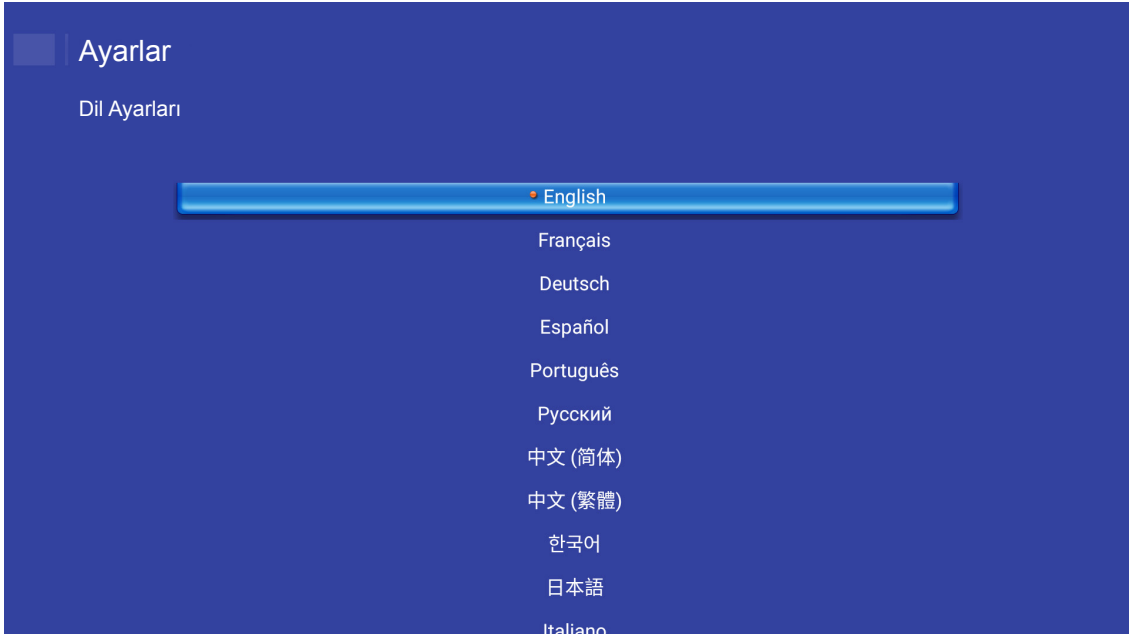 Ayarlar
Dil Ayarları
English
Français
Deutsch
Español
Português
Русский
中文 (简体)
中文 (繁體)
한국어
日本語
Italiano